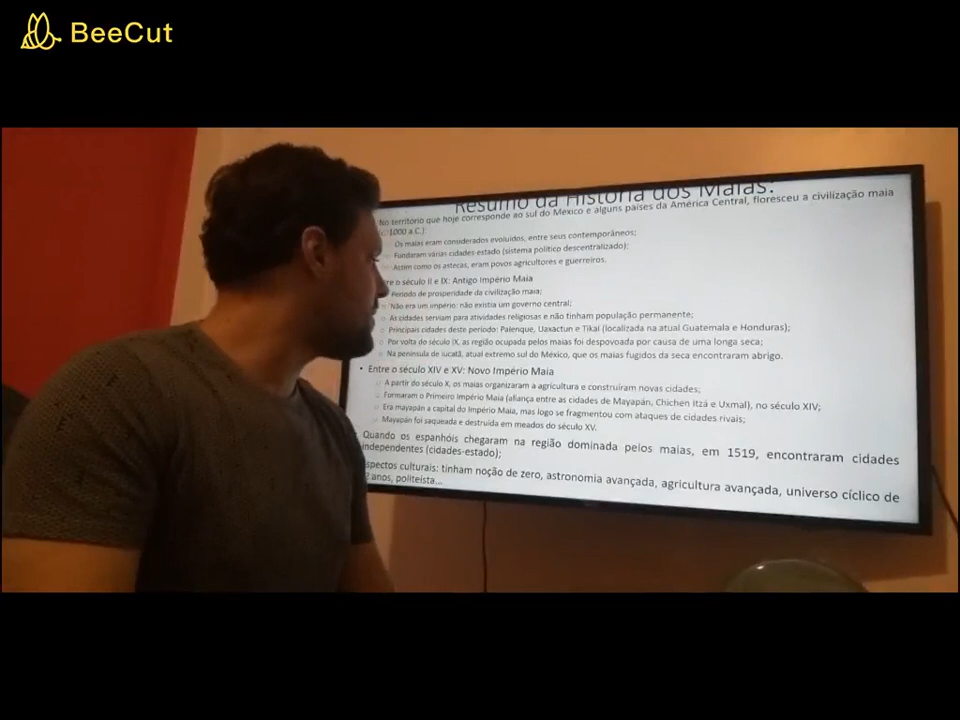 BeeCut
Resumo da História dos Maias:
No território que hoje corresponde ao sul do México e alguns países da América Central, floresceu a civilização maia
(c. 1000 a.C.):
Os maias eram considerados evoluídos, entre seus contemporâneos;
Fundaram várias cidades-estado (sistema político descentralizado);
Assim como os astecas, eram povos agricultores e guerreiros.
re o século II e IX: Antigo Império Maia
Período de prosperidade da civilização maia;
Não era um império: não existia um governo central;
As cidades serviam para atividades religiosas e não tinham população permanente;
Principais cidades deste período: Palenque, Uaxactun e Tikal (localizada na atual Guatemala e Honduras);
Por volta do século IX, as região ocupada pelos maias foi despovoada por causa de uma longa seca;
Na península de Iucatã, atual extremo sul do México, que os maias fugidos da seca encontraram abrigo.
• Entre o século XIV e XV: Novo Império Maia
A partir do século X, os maias organizaram a agricultura e construíram novas cidades;
Formaram o Primeiro Império Maia (aliança entre as cidades de Mayapán, Chichen Itzá e Uxmal), no século XIV;
Era mayapán a capital do Império Maia, mas logo se fragmentou com ataques de cidades rivais;
Mayapán foi saqueada e destruída em meados do século XV.
Quando os espanhóis chegaram na região dominada pelos maias, em 1519, encontraram cidades
independentes (cidades-estado);
spectos culturais: tinham noção de zero, astronomia avançada, agricultura avançada, universo cíclico de
2 anos, politeísta...